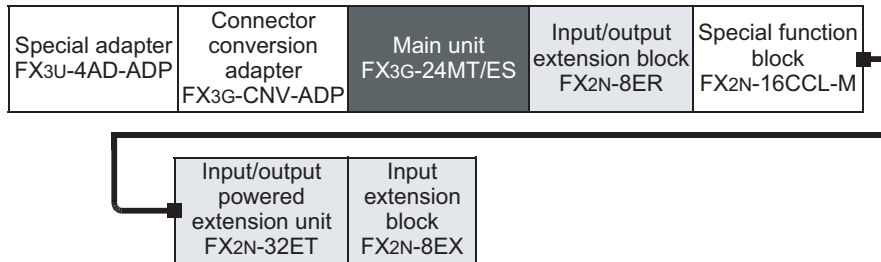 Special adapter
FX3U-4AD-ADP
Connector
conversion
adapter
FX3G-CNV-ADP
Main unit
FX3G-24MT/ES
Input/output
extension block
FX2N-8ER
Special function
block
FX2N-16CCL-M
Input/output
powered
extension unit
FX2N-32ET
Input
extension
block
FX2N-8EX